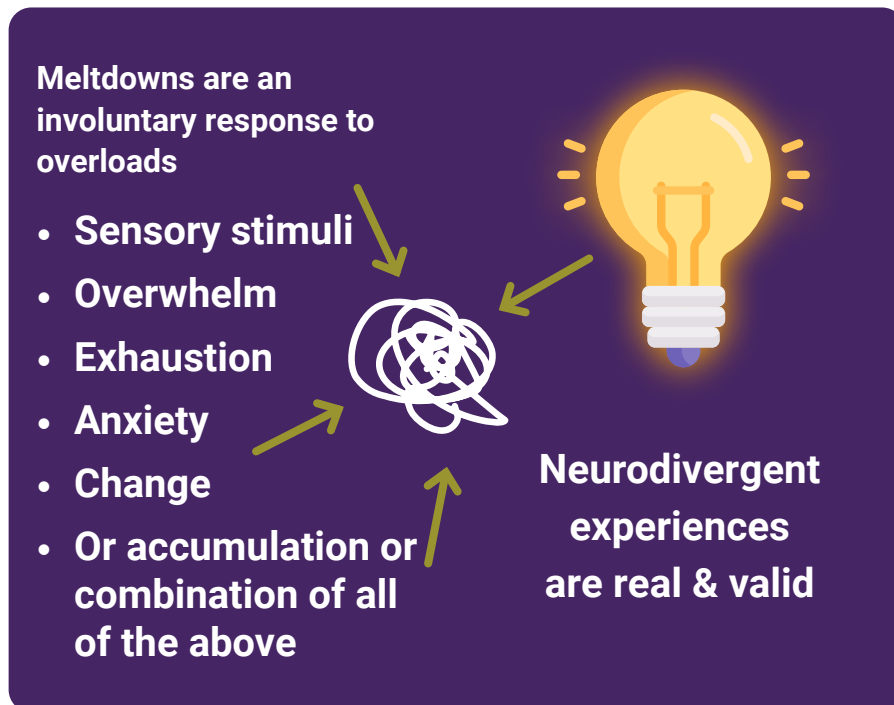 Meltdowns are an
involuntary response to
overloads
• Sensory stimuli
• Overwhelm
• Exhaustion
• Anxiety
• Change
• Or accumulation or
combination of all
of the above
Neurodivergent
experiences
are real & valid